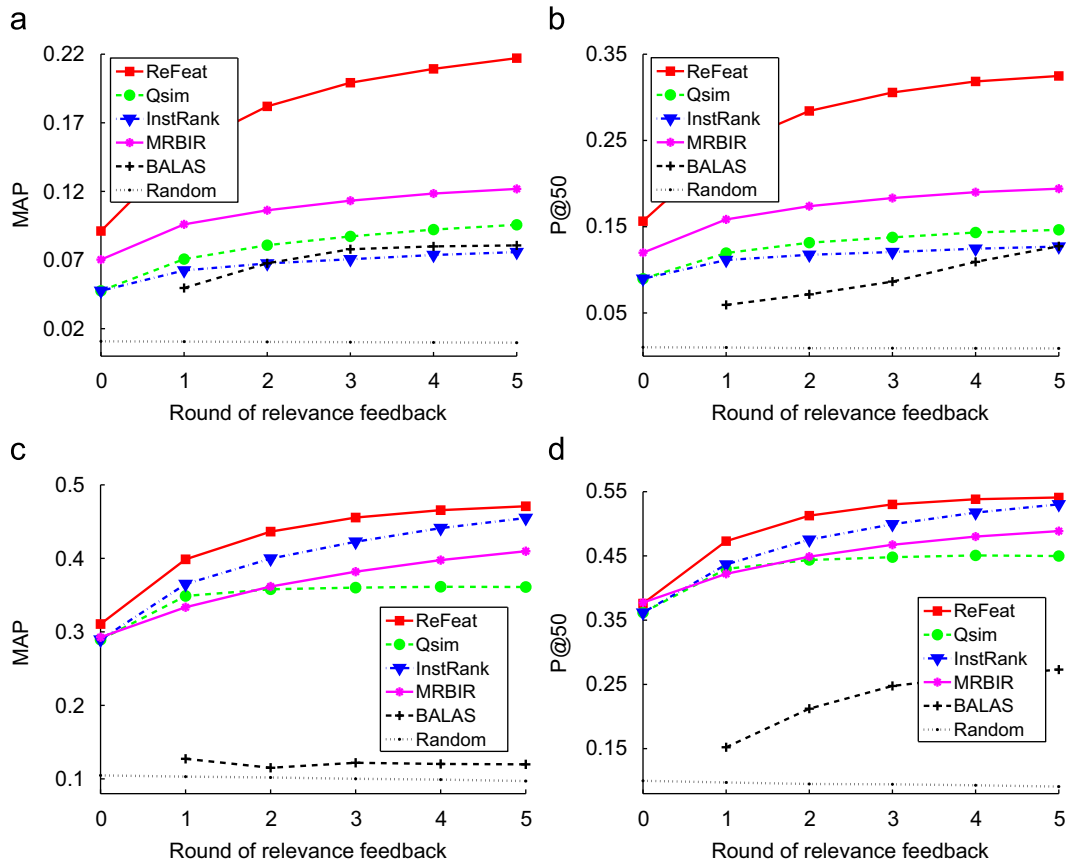 a
0.22
0.17
0.12
0.07
0.02
MAP
ReFeat
Qsim
InstRank
MRBIR
BALAS
Random
0 1 2 3 4 5
Round of relevance feedback
b
0.35
0.25
0.15
0.05
P@50
ReFeat
Qsim
InstRank
MRBIR
BALAS
Random
0 1 2 3 4 5
Round of relevance feedback
c
0.5
0.4
0.3
0.2
0.1
MAP
ReFeat
Qsim
InstRank
MRBIR
BALAS
Random
0 1 2 3 4 5
Round of relevance feedback
d
0.55
0.45
0.35
0.25
0.15
P@50
ReFeat
Qsim
InstRank
MRBIR
BALAS
Random
0 1 2 3 4 5
Round of relevance feedback